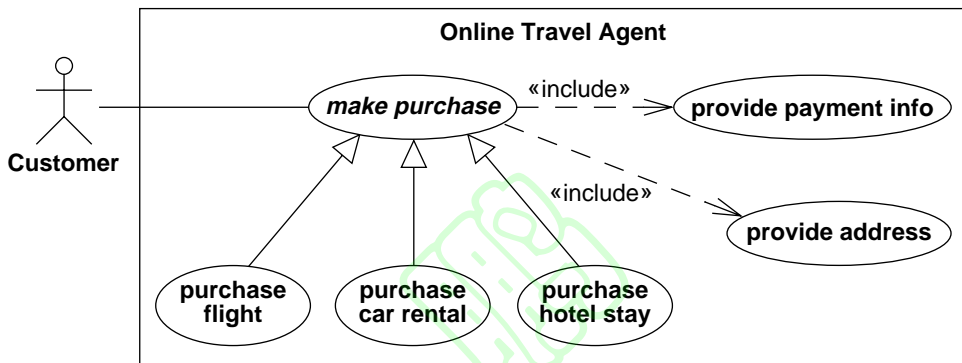 Online Travel Agent
Customer
make purchase
«include»
provide payment info
«include»
provide address
purchase
flight
purchase
car rental
purchase
hotel stay